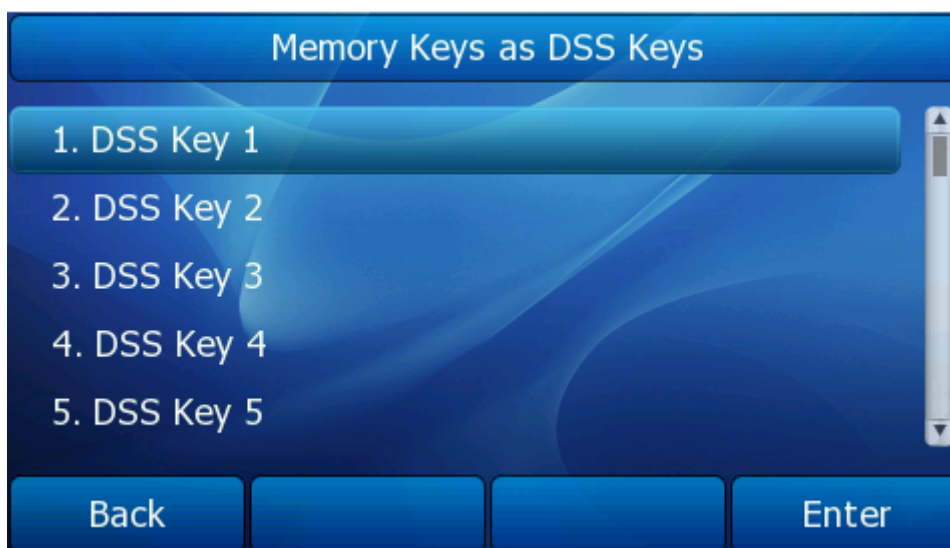 Memory Keys as DSS Keys
1. DSS Key 1
2. DSS Key 2
3. DSS Key 3
4. DSS Key 4
5. DSS Key 5
Back Enter